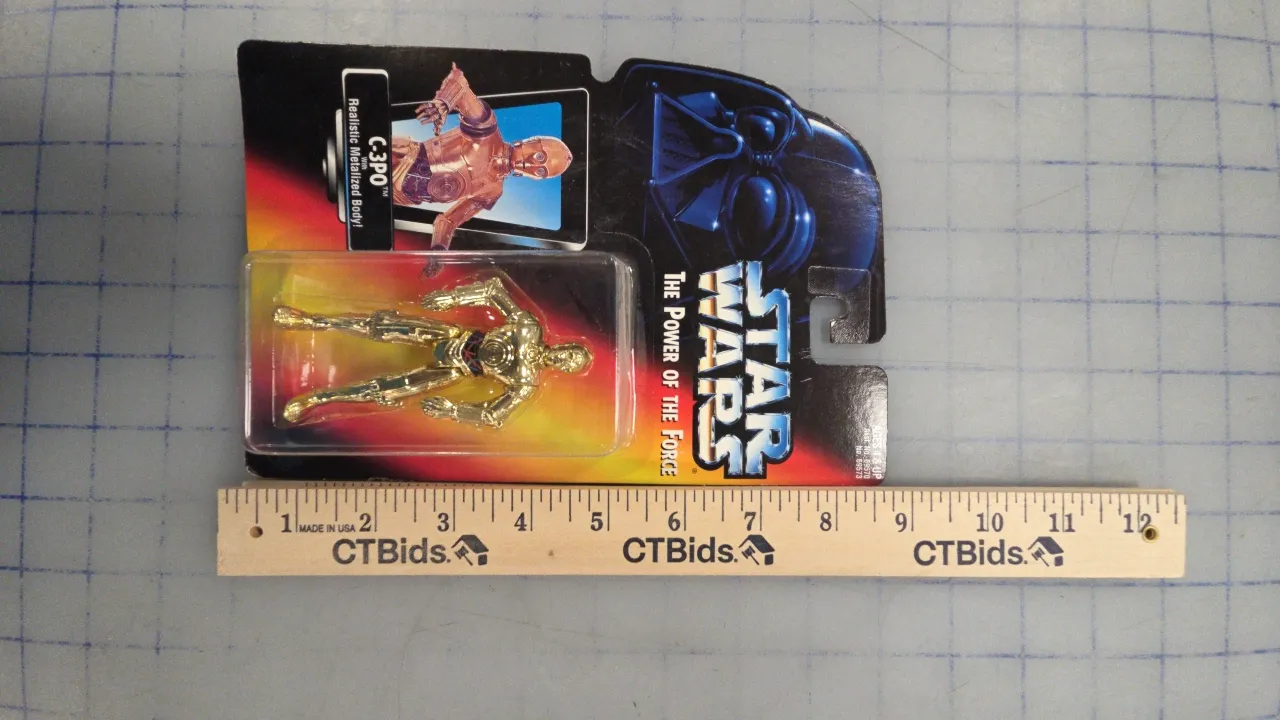 STAR
WARS
THE POWER OF THE FORCE
C-3PO™
With
Realistic Metalized Body!
1 MADE IN USA 2 3 4 5 6 7 8 9 10 11 12
CTBids. CTBids. CTBids.